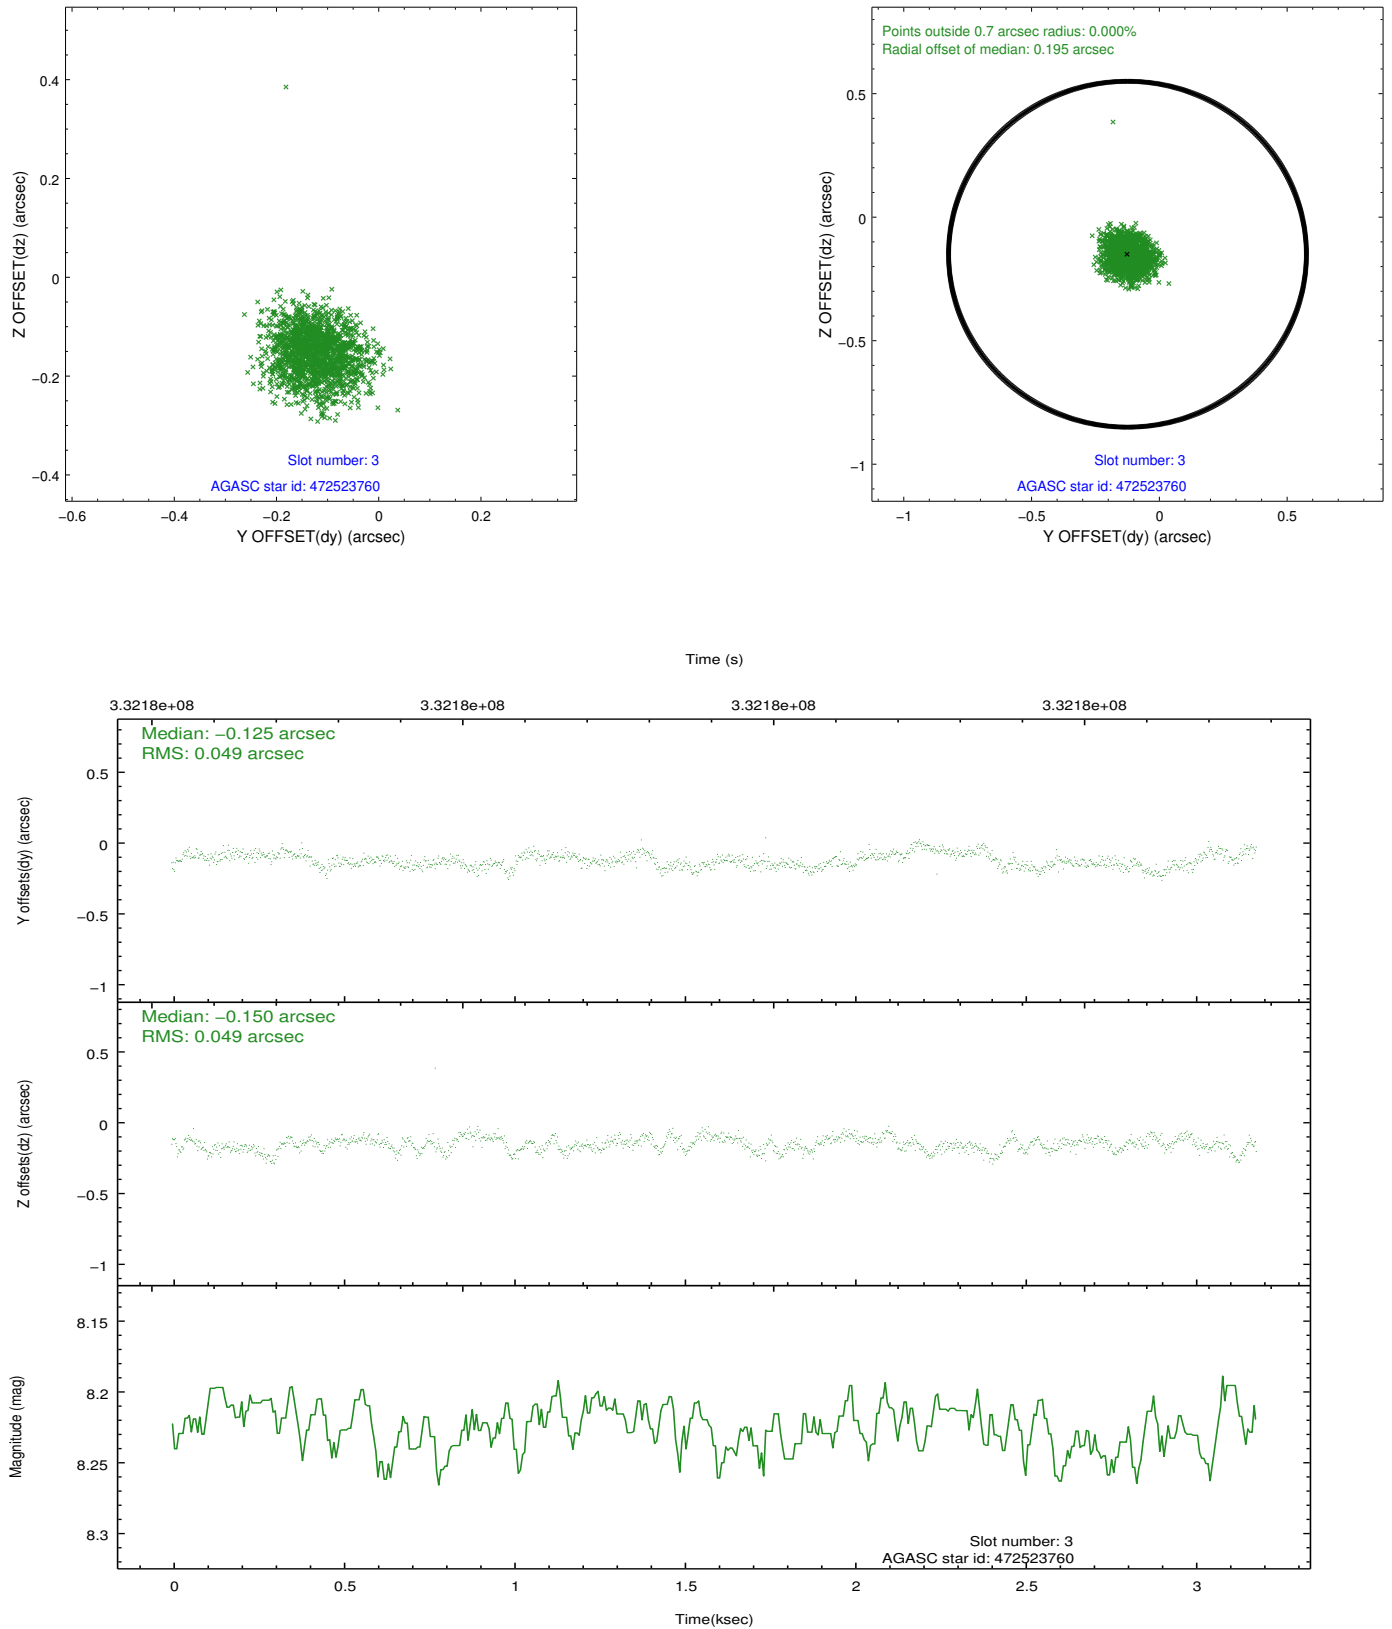 0.4
0.2
0
−0.2
−0.4
Z OFFSET(dz) (arcsec)
Slot number: 3
AGASC star id: 472523760
−0.6 −0.4 −0.2 0 0.2
Y OFFSET(dy) (arcsec)
Points outside 0.7 arcsec radius: 0.000%
Radial offset of median: 0.195 arcsec
0.5
0
−0.5
−1
Z OFFSET(dz) (arcsec)
Slot number: 3
AGASC star id: 472523760
−1 −0.5 0 0.5
Y OFFSET(dy) (arcsec)
Time (s)
3.3218e+08 3.3218e+08 3.3218e+08 3.3218e+08
Median: −0.125 arcsec
RMS: 0.049 arcsec
0.5
0
−0.5
−1
Y offsets(dy) (arcsec)
Median: −0.150 arcsec
RMS: 0.049 arcsec
0.5
0
−0.5
−1
Z offsets(dz) (arcsec)
8.15
8.2
8.25
8.3
Magnitude (mag)
Slot number: 3
AGASC star id: 472523760
0 0.5 1 1.5 2 2.5 3
Time(ksec)